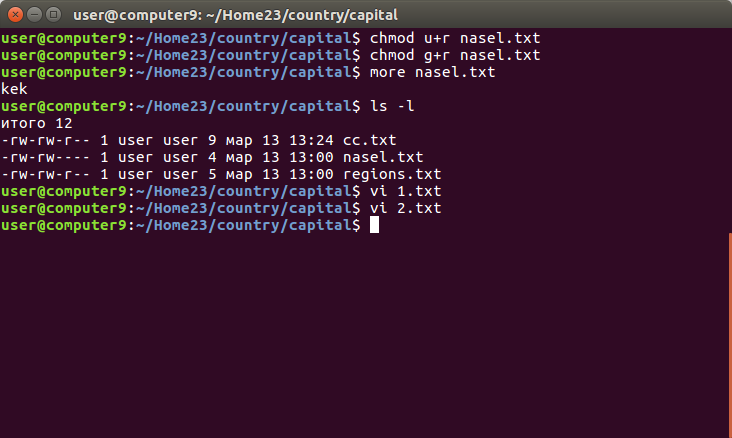 user@computer9: ~/Home23/country/capital
user@computer9:~/Home23/country/capital$ chmod u+r nasel.txt
user@computer9:~/Home23/country/capital$ chmod g+r nasel.txt
user@computer9:~/Home23/country/capital$ more nasel.txt
kek
user@computer9:~/Home23/country/capital$ ls -l
итого 12
-rw-rw-r-- 1 user user 9 мар 13 13:24 cc.txt
-rw-rw---- 1 user user 4 мар 13 13:00 nasel.txt
-rw-rw-r-- 1 user user 5 мар 13 13:00 regions.txt
user@computer9:~/Home23/country/capital$ vi 1.txt
user@computer9:~/Home23/country/capital$ vi 2.txt
user@computer9:~/Home23/country/capital$